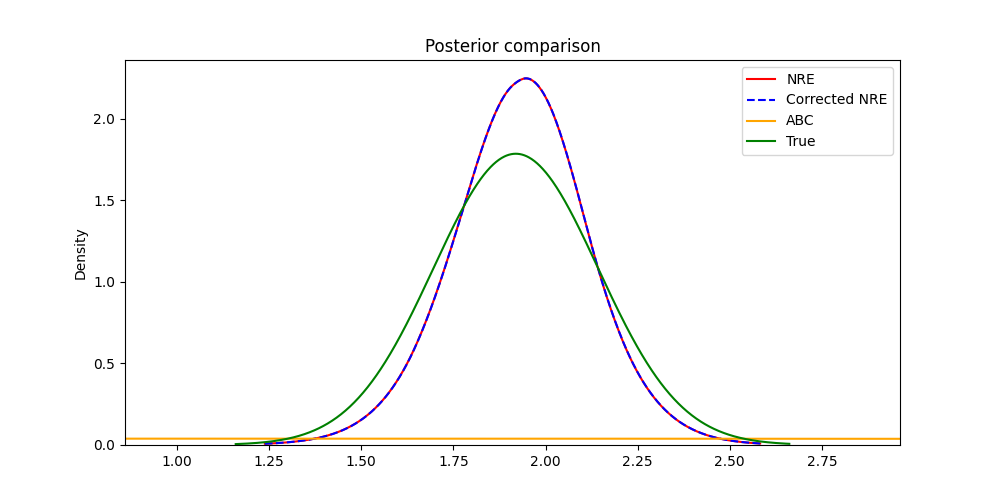 Posterior comparison
NRE
Corrected NRE
ABC
True
Density
2.0
1.5
1.0
0.5
0.0
1.00 1.25 1.50 1.75 2.00 2.25 2.50 2.75